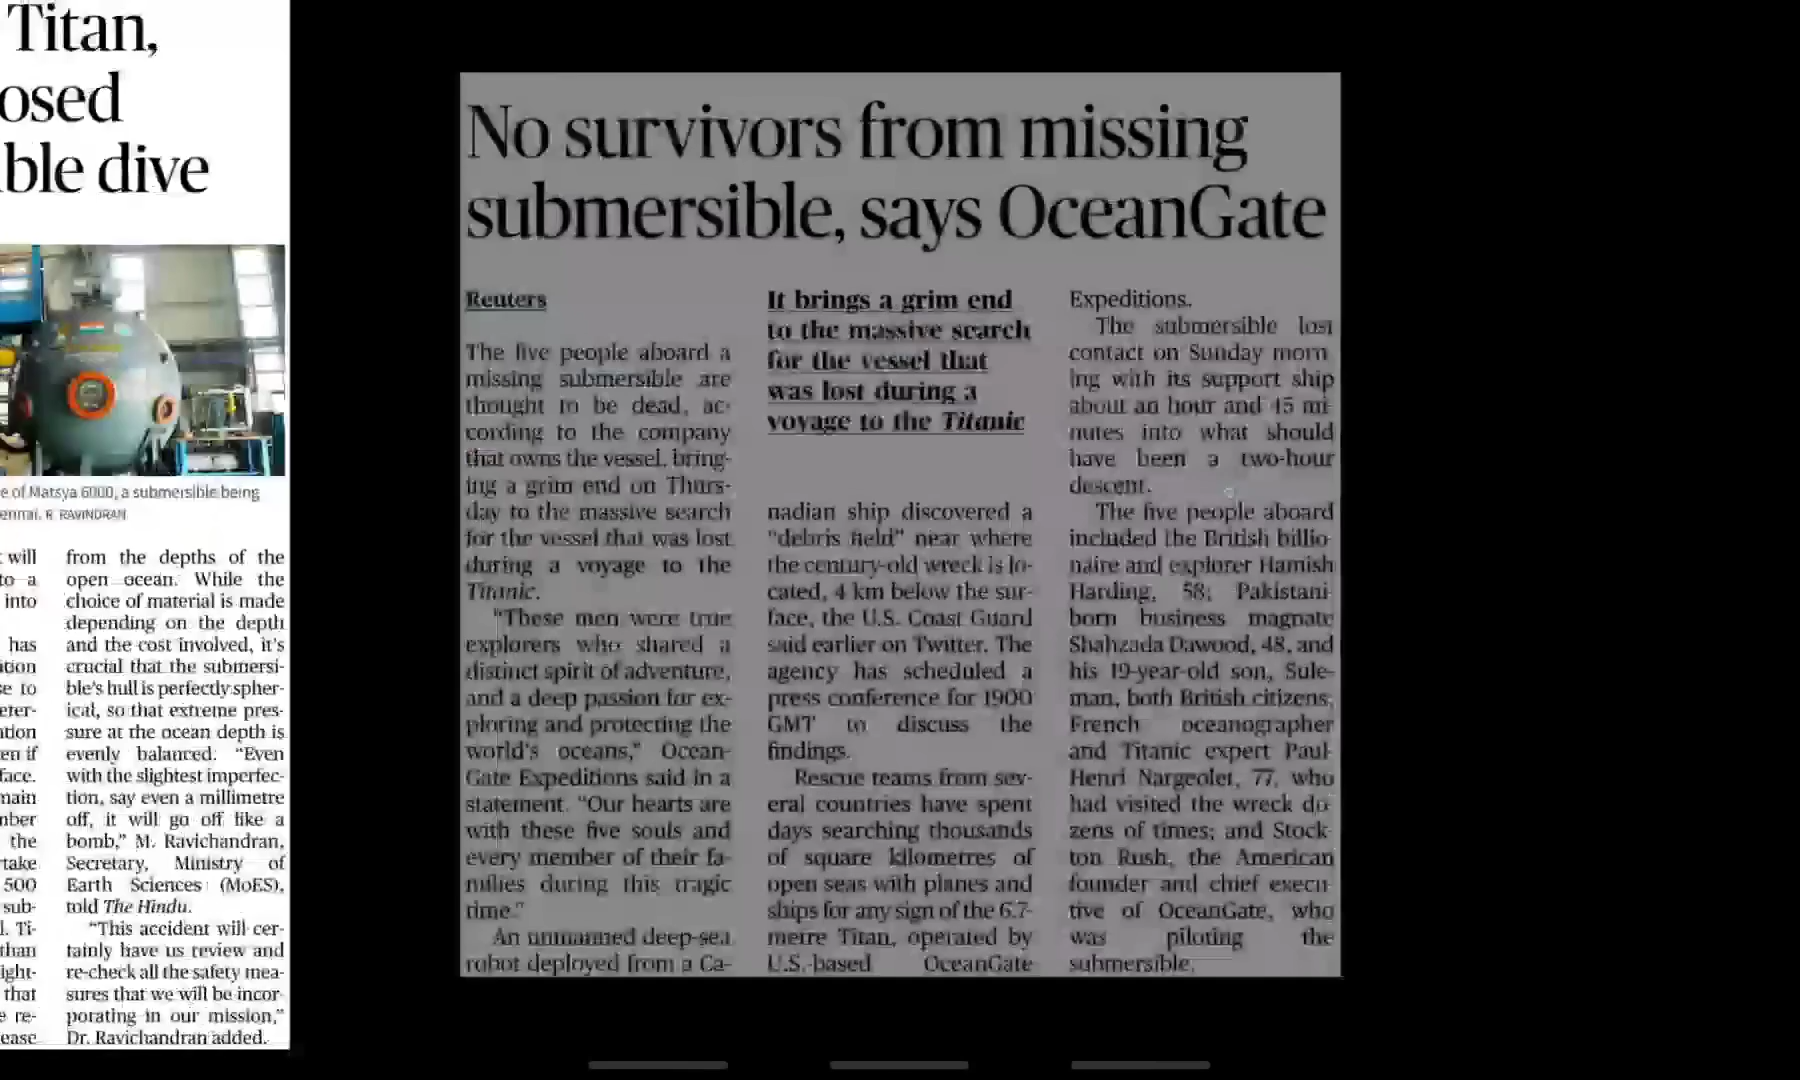 Titan,
osed
ble dive
e of Matsya 6000, a submersible being
ennai. R. RAVINDRAN
will
to a
into
has
ation
se to
eter-
ation
en if
face.
main
mber
the
rtake
500
sub-
l. Ti-
than
ight-
that
e re-
ease
from the depths of the
open ocean. While the
choice of material is made
depending on the depth
and the cost involved, it's
crucial that the submersi-
ble's hull is perfectly spher-
ical, so that extreme pres-
sure at the ocean depth is
evenly balanced. "Even
with the slightest imperfec-
tion, say even a millimetre
off, it will go off like a
bomb," M. Ravichandran,
Secretary, Ministry of
Earth Sciences (MoES),
told The Hindu.
"This accident will cer-
tainly have us review and
re-check all the safety mea-
sures that we will be incor-
porating in our mission,"
Dr. Ravichandran added.
No survivors from missing
submersible, says OceanGate
Reuters
The five people aboard a
missing submersible are
thought to be dead, ac-
cording to the company
that owns the vessel, bring-
ing a grim end on Thurs-
day to the massive search
for the vessel that was lost
during a voyage to the
Titanic.
"These men were true
explorers who shared a
distinct spirit of adventure,
and a deep passion for ex-
ploring and protecting the
world's oceans," Ocean-
Gate Expeditions said in a
statement. "Our hearts are
with these five souls and
every member of their fa-
milies during this tragic
time."
An unmanned deep-sea
robot deployed from a Ca-
It brings a grim end
to the massive search
for the vessel that
was lost during a
voyage to the Titanic
nadian ship discovered a
"debris field" near where
the century-old wreck is lo-
cated, 4 km below the sur-
face, the U.S. Coast Guard
said earlier on Twitter. The
agency has scheduled a
press conference for 1900
GMT to discuss the
findings.
Rescue teams from sev-
eral countries have spent
days searching thousands
of square kilometres of
open seas with planes and
ships for any sign of the 6.7-
metre Titan, operated by
U.S.-based OceanGate
Expeditions.
The submersible lost
contact on Sunday morn-
ing with its support ship
about an hour and 45 mi-
nutes into what should
have been a two-hour
descent.
The five people aboard
included the British billio-
naire and explorer Hamish
Harding, 58; Pakistani-
born business magnate
Shahzada Dawood, 48, and
his 19-year-old son, Sule-
man, both British citizens;
French oceanographer
and Titanic expert Paul-
Henri Nargeolet, 77, who
had visited the wreck do-
zens of times; and Stock-
ton Rush, the American
founder and chief execu-
tive of OceanGate, who
was piloting the
submersible.